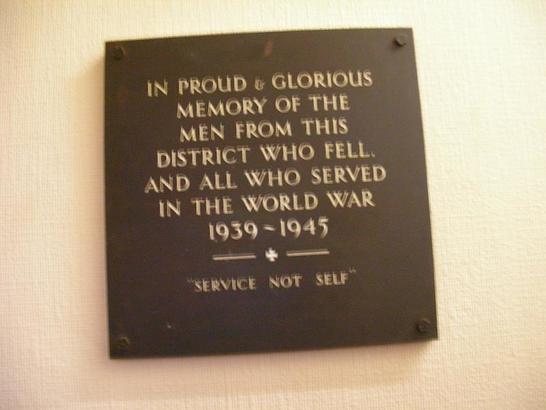 IN PROUD & GLORIOUS
MEMORY OF THE
MEN FROM THIS
DISTRICT WHO FELL.
AND ALL WHO SERVED
IN THE WORLD WAR
1939~1945
"SERVICE NOT SELF"